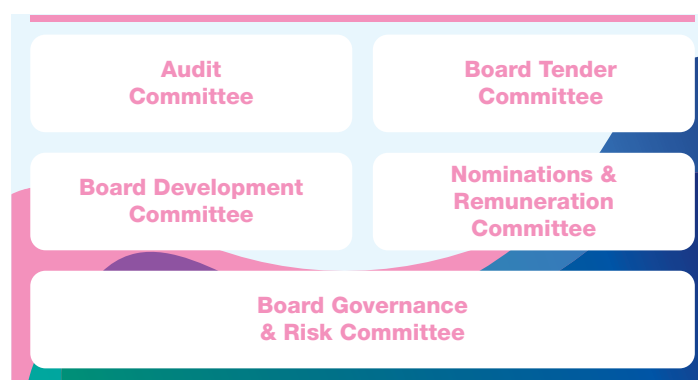 Audit
Committee
Board Tender
Committee
Board Development
Committee
Nominations &
Remuneration
Committee
Board Governance
& Risk Committee